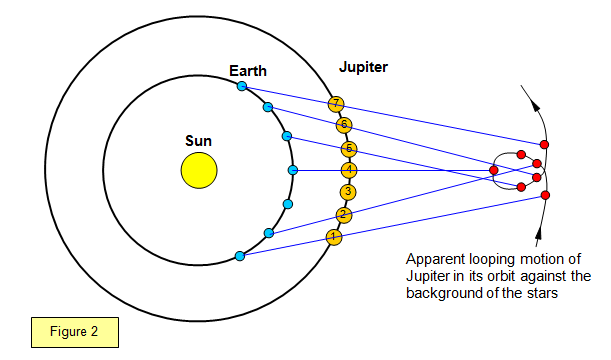 Earth
Jupiter
Sun
7
6
5
4
3
2
1
Apparent looping motion of
Jupiter in its orbit against the
background of the stars
Figure 2